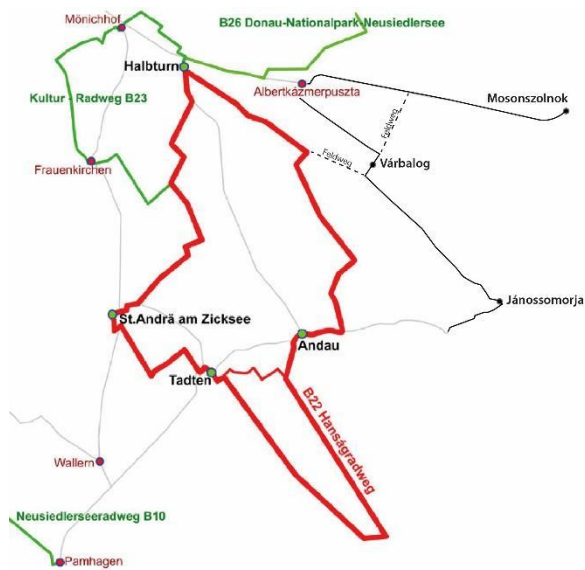 B26 Donau-Nationalpark-Neusiedlersee
Mönichhof
Halbturn
Albertkázmerpuszta
Kultur - Radweg B23
Mosonszolnok
Feldweg
Feldweg
Várbalog
Frauenkirchen
Jánossomorja
St.Andrä am Zicksee
Andau
Tadten
B22 Hanságradweg
Wallern
Neusiedlerseeradweg B10
Pamhagen